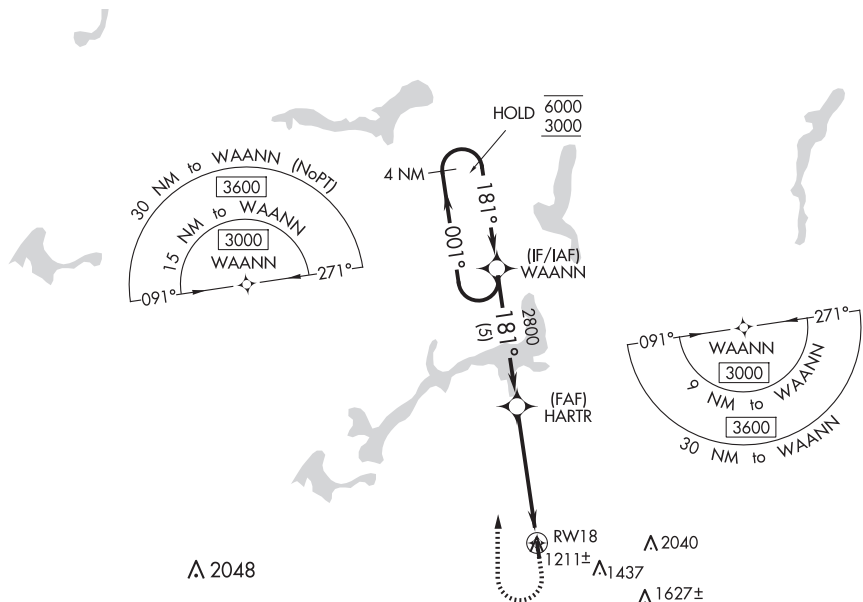 HOLD 6000
3000
4 NM
181°
001°
(IF/IAF)
WAANN
30 NM to WAANN (NoPT)
3600
15 NM to WAANN
3000
WAANN
091°
271°
2800
181°
(5)
(FAF)
HARTR
091°
271°
WAANN
3000
9 NM to WAANN
3600
30 NM to WAANN
RW18
1211±
2040
1437
1627±
2048